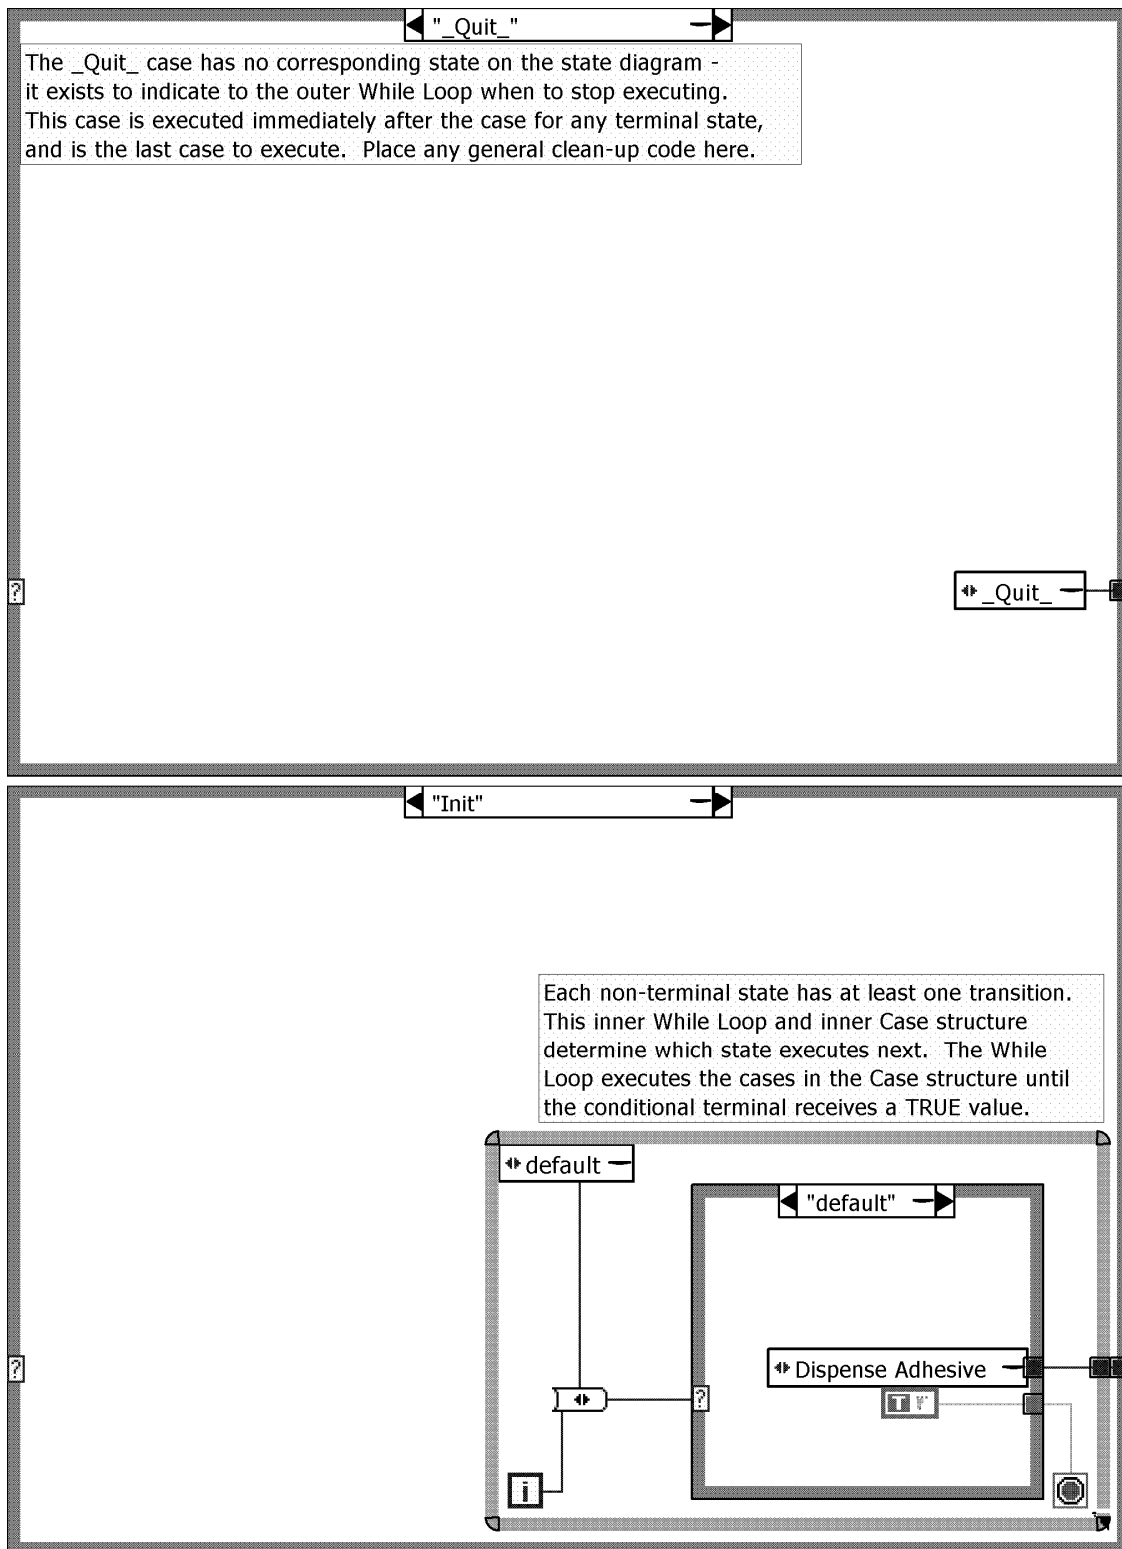 "_Quit_"
The _Quit_ case has no corresponding state on the state diagram -
it exists to indicate to the outer While Loop when to stop executing.
This case is executed immediately after the case for any terminal state,
and is the last case to execute.  Place any general clean-up code here.
?
_Quit_
"Init"
Each non-terminal state has at least one transition.
This inner While Loop and inner Case structure
determine which state executes next.  The While
Loop executes the cases in the Case structure until
the conditional terminal receives a TRUE value.
default
"default"
?
Dispense Adhesive
?
T F
i